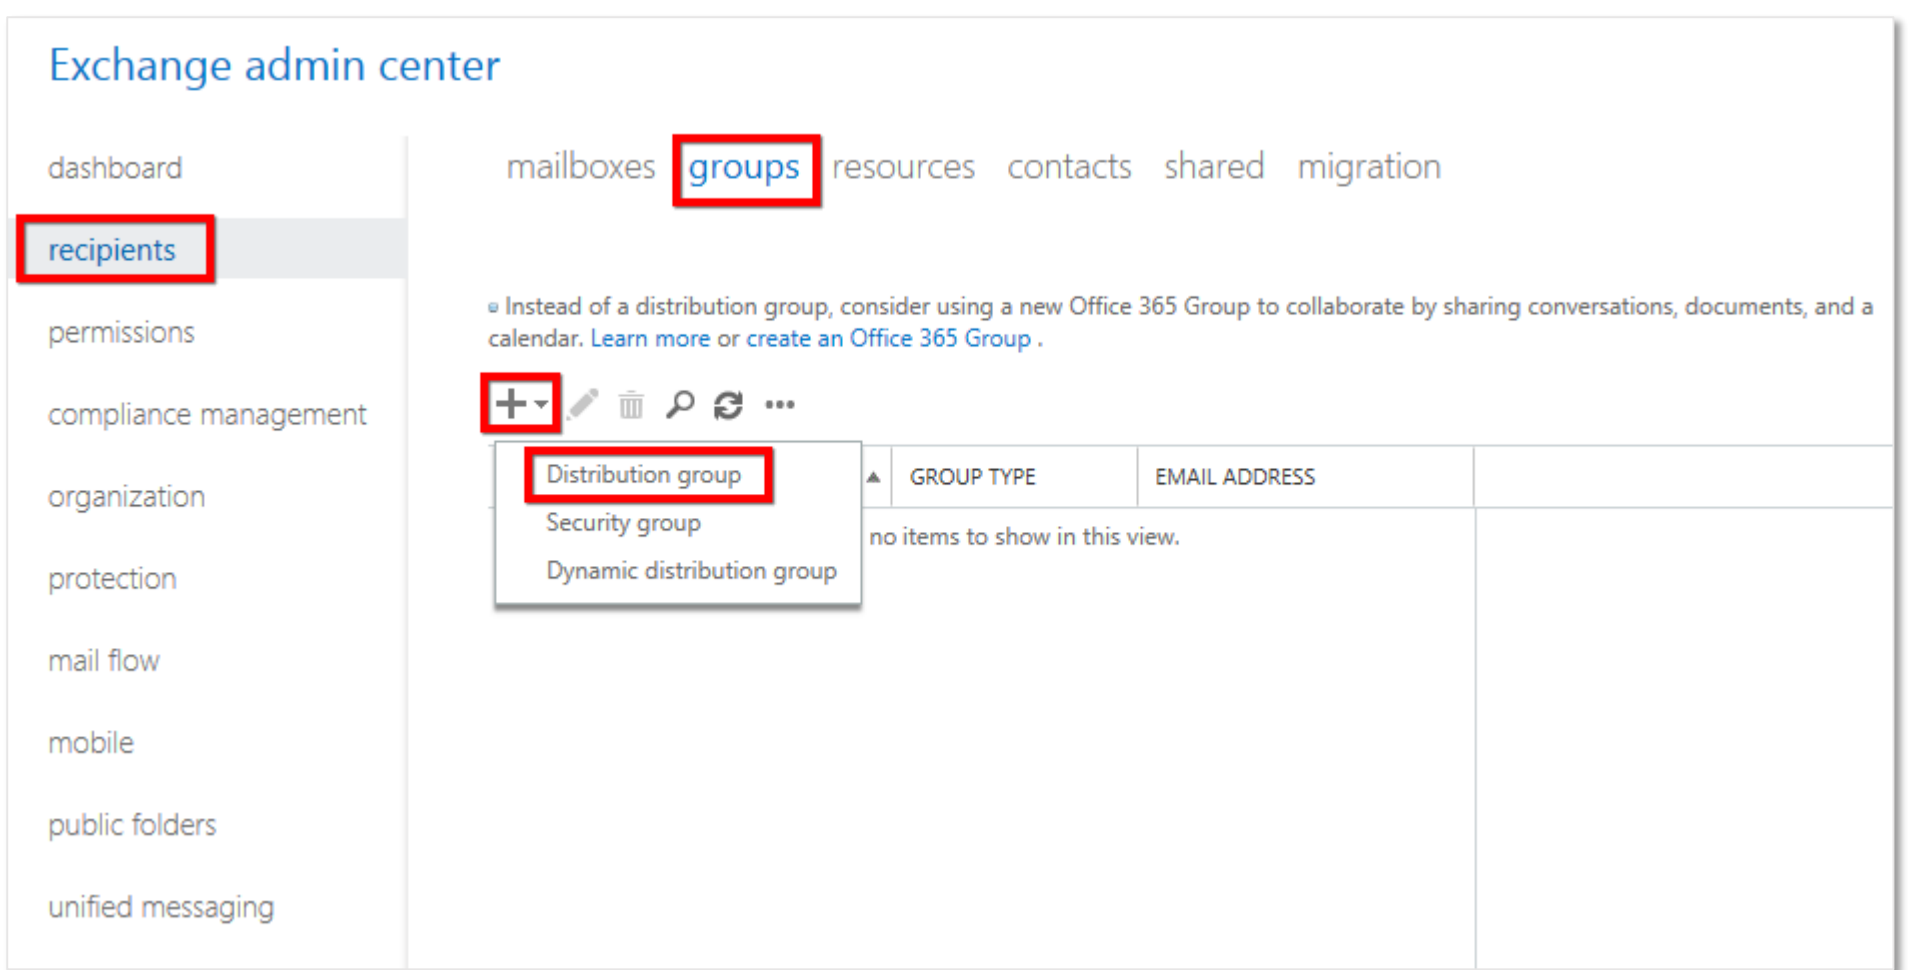 Exchange admin center
dashboard
recipients
permissions
compliance management
organization
protection
mail flow
mobile
public folders
unified messaging
mailboxes groups resources contacts shared migration
Instead of a distribution group, consider using a new Office 365 Group to collaborate by sharing conversations, documents, and a
calendar. Learn more or create an Office 365 Group .
Distribution group
Security group
Dynamic distribution group
GROUP TYPE EMAIL ADDRESS
no items to show in this view.